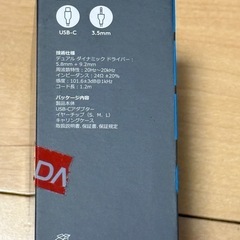 USB-C
3.5mm
技術仕様
デュアル ダイナミック ドライバー：
5.8mm + 9.2mm
周波数特性：20Hz～20kHz
インピーダンス：24Ω ±20%
感度：101.6±3dB@1kHz
コード長：1.2m
パッケージ内容
製品本体
USB-Cアダプター
イヤーチップ（S、M、L）
キャリングケース
取扱説明書, 保証書, 保証規定